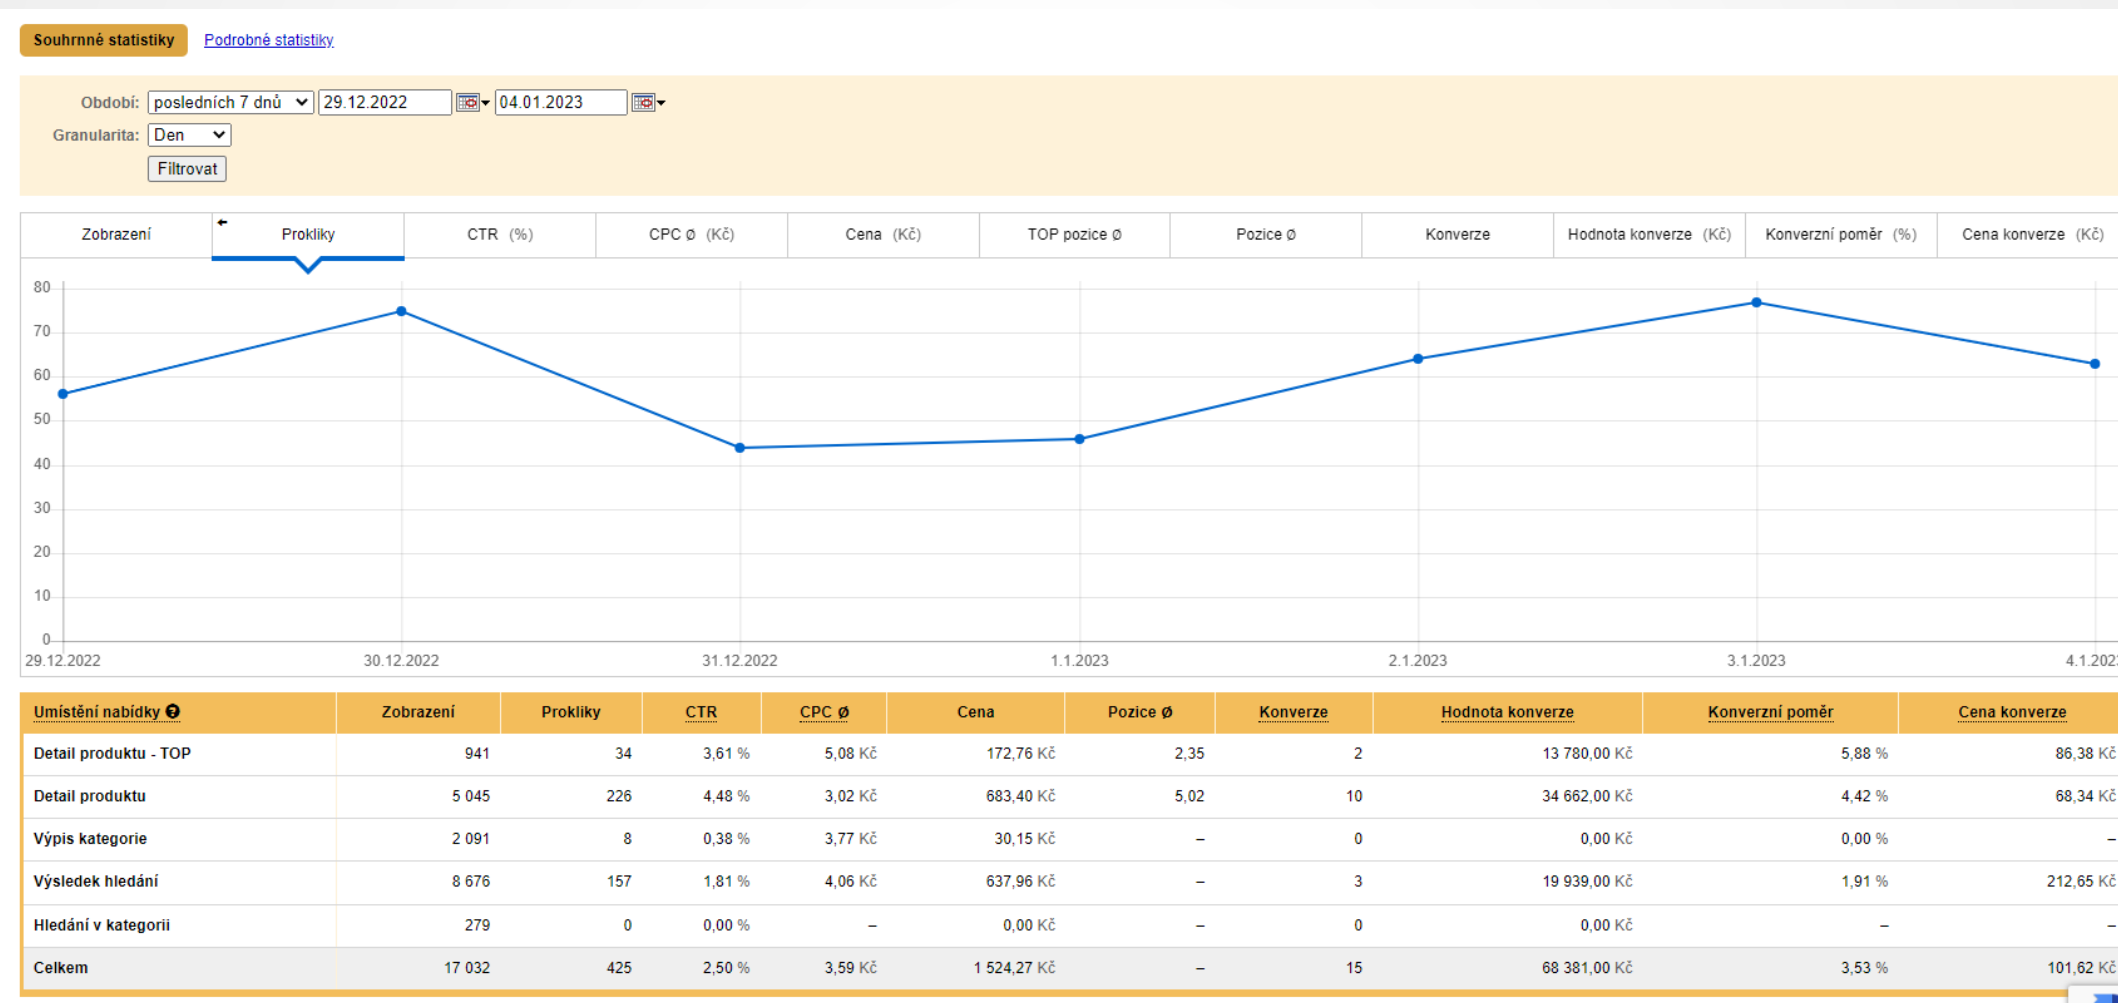 Souhrnné statistiky Podrobné statistiky
Období: posledních 7 dnů 29.12.2022 04.01.2023
Granularita: Den
Filtrovat
Zobrazení Prokliky CTR (%) CPC Ø (Kč) Cena (Kč) TOP pozice Ø Pozice Ø Konverze Hodnota konverze (Kč) Konverzní poměr (%) Cena konverze (Kč)
80
70
60
50
40
30
20
10
0
29.12.2022 30.12.2022 31.12.2022 1.1.2023 2.1.2023 3.1.2023 4.1.202
Umístění nabídky ? Zobrazení Prokliky CTR CPC Ø Cena Pozice Ø Konverze Hodnota konverze Konverzní poměr Cena konverze
Detail produktu - TOP 941 34 3,61 % 5,08 Kč 172,76 Kč 2,35 2 13 780,00 Kč 5,88 % 86,38 Kč
Detail produktu 5 045 226 4,48 % 3,02 Kč 683,40 Kč 5,02 10 34 662,00 Kč 4,42 % 68,34 Kč
Výpis kategorie 2 091 8 0,38 % 3,77 Kč 30,15 Kč – 0 0,00 Kč 0,00 % –
Výsledek hledání 8 676 157 1,81 % 4,06 Kč 637,96 Kč – 3 19 939,00 Kč 1,91 % 212,65 Kč
Hledání v kategorii 279 0 0,00 % – 0,00 Kč – 0 0,00 Kč – –
Celkem 17 032 425 2,50 % 3,59 Kč 1 524,27 Kč – 15 68 381,00 Kč 3,53 % 101,62 Kč